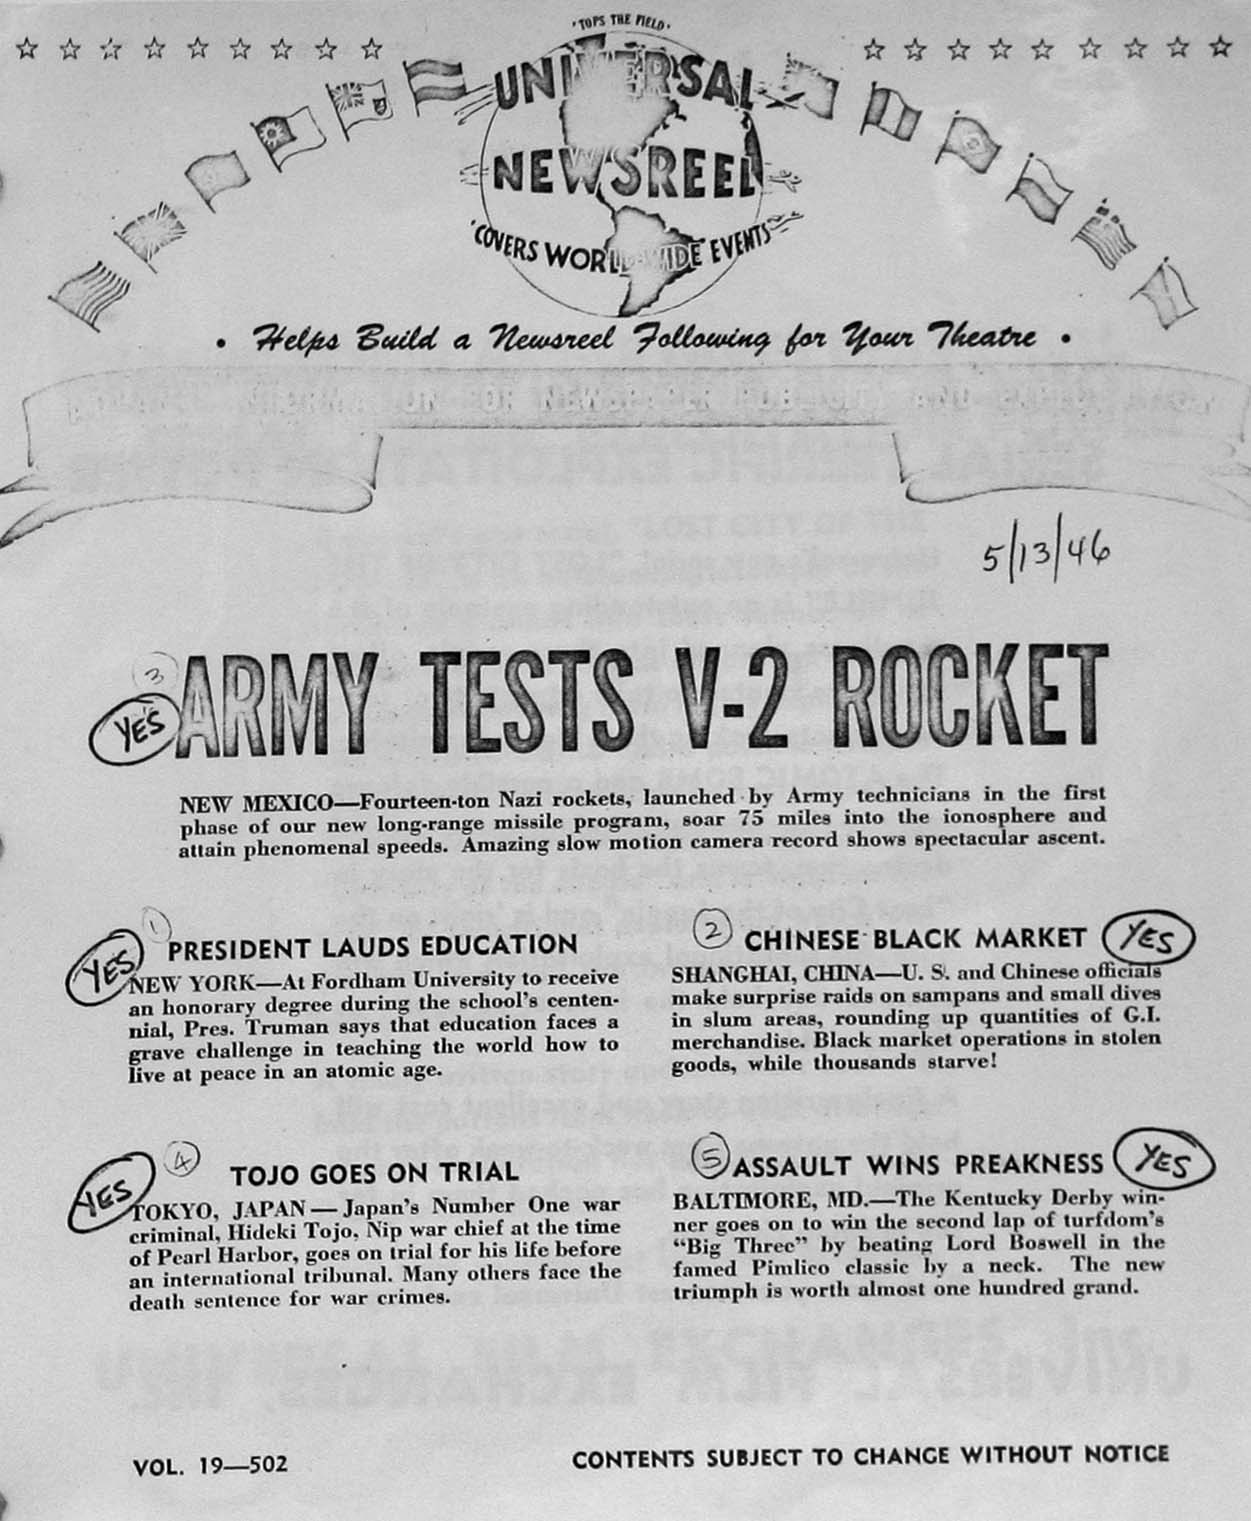 'TOPS THE FIELD'
UNIVERSAL
NEWSREEL
'COVERS WORLD-WIDE EVENTS'
• Helps Build a Newsreel Following for Your Theatre •
5/13/46
3
YES
ARMY TESTS V-2 ROCKET
NEW MEXICO—Fourteen-ton Nazi rockets, launched by Army technicians in the first
phase of our new long-range missile program, soar 75 miles into the ionosphere and
attain phenomenal speeds. Amazing slow motion camera record shows spectacular ascent.
1
YES
PRESIDENT LAUDS EDUCATION
NEW YORK—At Fordham University to receive
an honorary degree during the school's centen-
nial, Pres. Truman says that education faces a
grave challenge in teaching the world how to
live at peace in an atomic age.
2
CHINESE BLACK MARKET
YES
SHANGHAI, CHINA—U. S. and Chinese officials
make surprise raids on sampans and small dives
in slum areas, rounding up quantities of G.I.
merchandise. Black market operations in stolen
goods, while thousands starve!
4
YES
TOJO GOES ON TRIAL
TOKYO, JAPAN—Japan's Number One war
criminal, Hideki Tojo, Nip war chief at the time
of Pearl Harbor, goes on trial for his life before
an international tribunal. Many others face the
death sentence for war crimes.
5
ASSAULT WINS PREAKNESS
YES
BALTIMORE, MD.—The Kentucky Derby win-
ner goes on to win the second lap of turfdom's
"Big Three" by beating Lord Boswell in the
famed Pimlico classic by a neck. The new
triumph is worth almost one hundred grand.
VOL. 19—502
CONTENTS SUBJECT TO CHANGE WITHOUT NOTICE